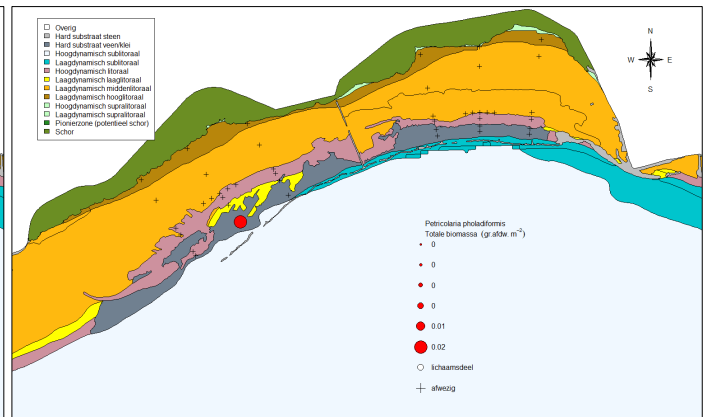 Overig
Hard substraat steen
Hard substraat veen/klei
Hoogdynamisch sublitoraal
Laagdynamisch sublitoraal
Hoogdynamisch litoraal
Laagdynamisch laaglitoraal
Laagdynamisch middenlitoraal
Laagdynamisch hooglitoraal
Hoogdynamisch supralitoraal
Laagdynamisch supralitoraal
Pionierzone (potentieel schor)
Schor
N
W E
S
Petricolaria pholadiformis
Totale biomassa (gr.afdw. m⁻²)
0
0
0
0
0.01
0.02
lichaamsdeel
afwezig